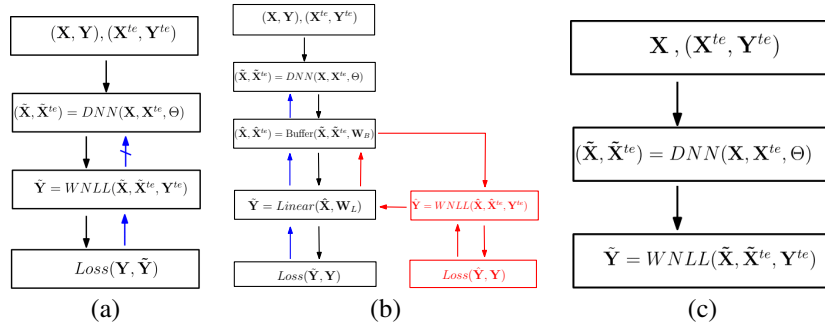 (X, Y), (X^{te}, Y^{te})
(X̃, X̃^{te}) = DNN(X, X^{te}, Θ)
Ỹ = WNLL(X̃, X̃^{te}, Y^{te})
Loss(Y, Ỹ)
(a)
(X, Y), (X^{te}, Y^{te})
(X̃, X̃^{te}) = DNN(X, X^{te}, Θ)
(X̂, X̂^{te}) = Buffer(X̃, X̃^{te}, W_B)
Ỹ = Linear(X̂, W_L)
Ŷ = WNLL(X̂, X̂^{te}, Y^{te})
Loss(Ỹ, Y)
Loss(Ŷ, Y)
(b)
X , (X^{te}, Y^{te})
(X̃, X̃^{te}) = DNN(X, X^{te}, Θ)
Ỹ = WNLL(X̃, X̃^{te}, Y^{te})
(c)